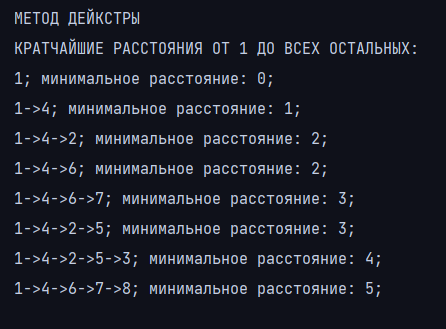 МЕТОД ДЕЙКСТРЫ
КРАТЧАЙШИЕ РАССТОЯНИЯ ОТ 1 ДО ВСЕХ ОСТАЛЬНЫХ:
1; минимальное расстояние: 0;
1->4; минимальное расстояние: 1;
1->4->2; минимальное расстояние: 2;
1->4->6; минимальное расстояние: 2;
1->4->6->7; минимальное расстояние: 3;
1->4->2->5; минимальное расстояние: 3;
1->4->2->5->3; минимальное расстояние: 4;
1->4->6->7->8; минимальное расстояние: 5;